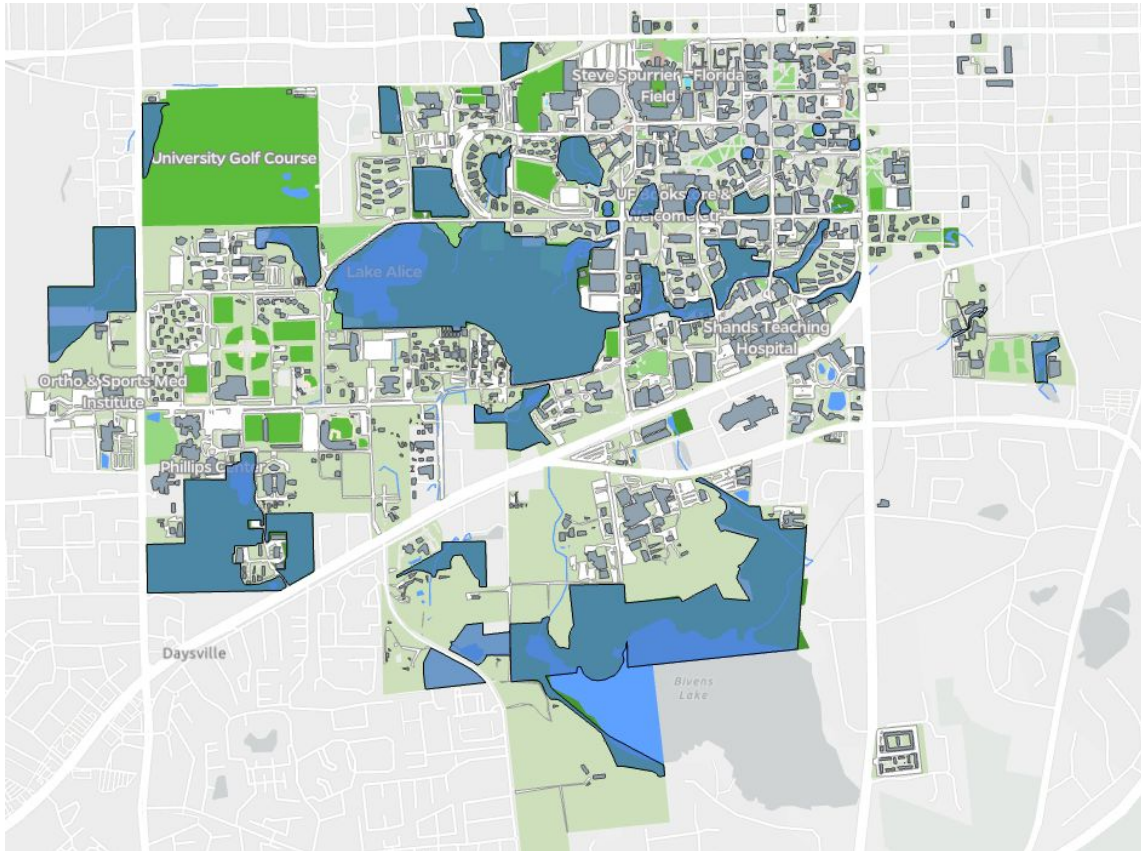 Steve Spurrier - Florida
Field
University Golf Course
UF Bookstore &
Welcome Ctr
Lake Alice
Shands Teaching
Hospital
Ortho & Sports Med
Institute
Phillips Center
Daysville
Bivens
Lake